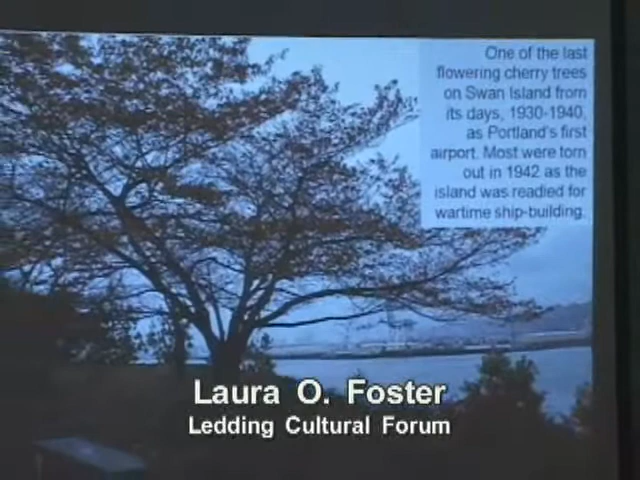 One of the last
flowering cherry trees
on Swan Island from
its days, 1930-1940,
as Portland's first
airport. Most were torn
out in 1942 as the
island was readied for
wartime ship-building.
Laura O. Foster
Ledding Cultural Forum